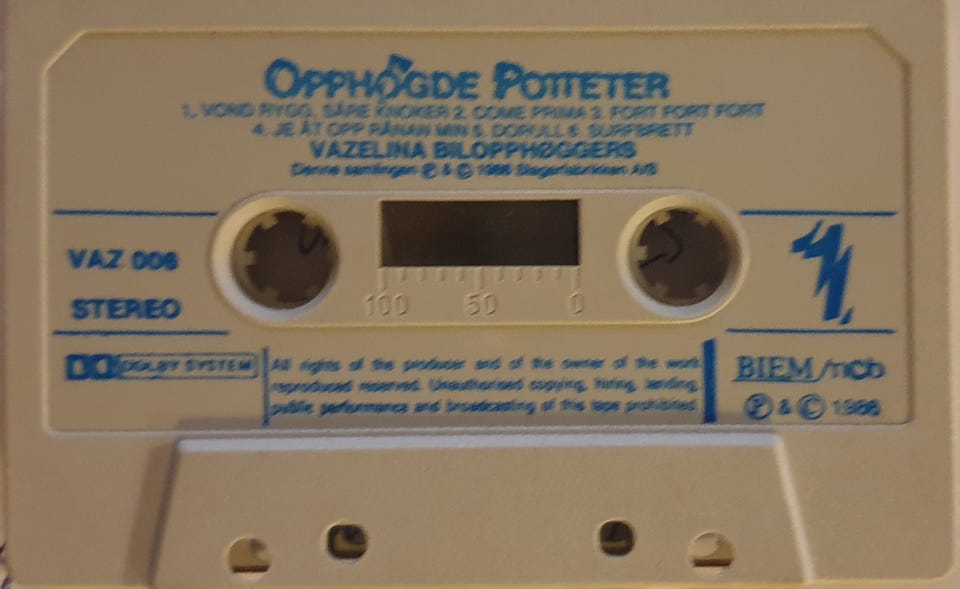 OPPHØGDE POTTETER
1. VOND RYGG, SÅRE KNOKER 2. COME PRIMA 3. FORT FORT FORT
4. JE ÅT OPP RÅNAN MIN 5. DORULL 6. SURFBRETT
VAZELINA BILOPPHØGGERS
Denne samlingen Ⓟ & © 1986 Slagerfabrikken A/S
VAZ 006
STEREO
100 50 0
DOLBY SYSTEM
All rights of the producer and of the owner of the work
reproduced reserved. Unauthorised copying, hiring, lending,
public performance and broadcasting of this tape prohibited.
BIEM/ncb
Ⓟ & © 1986